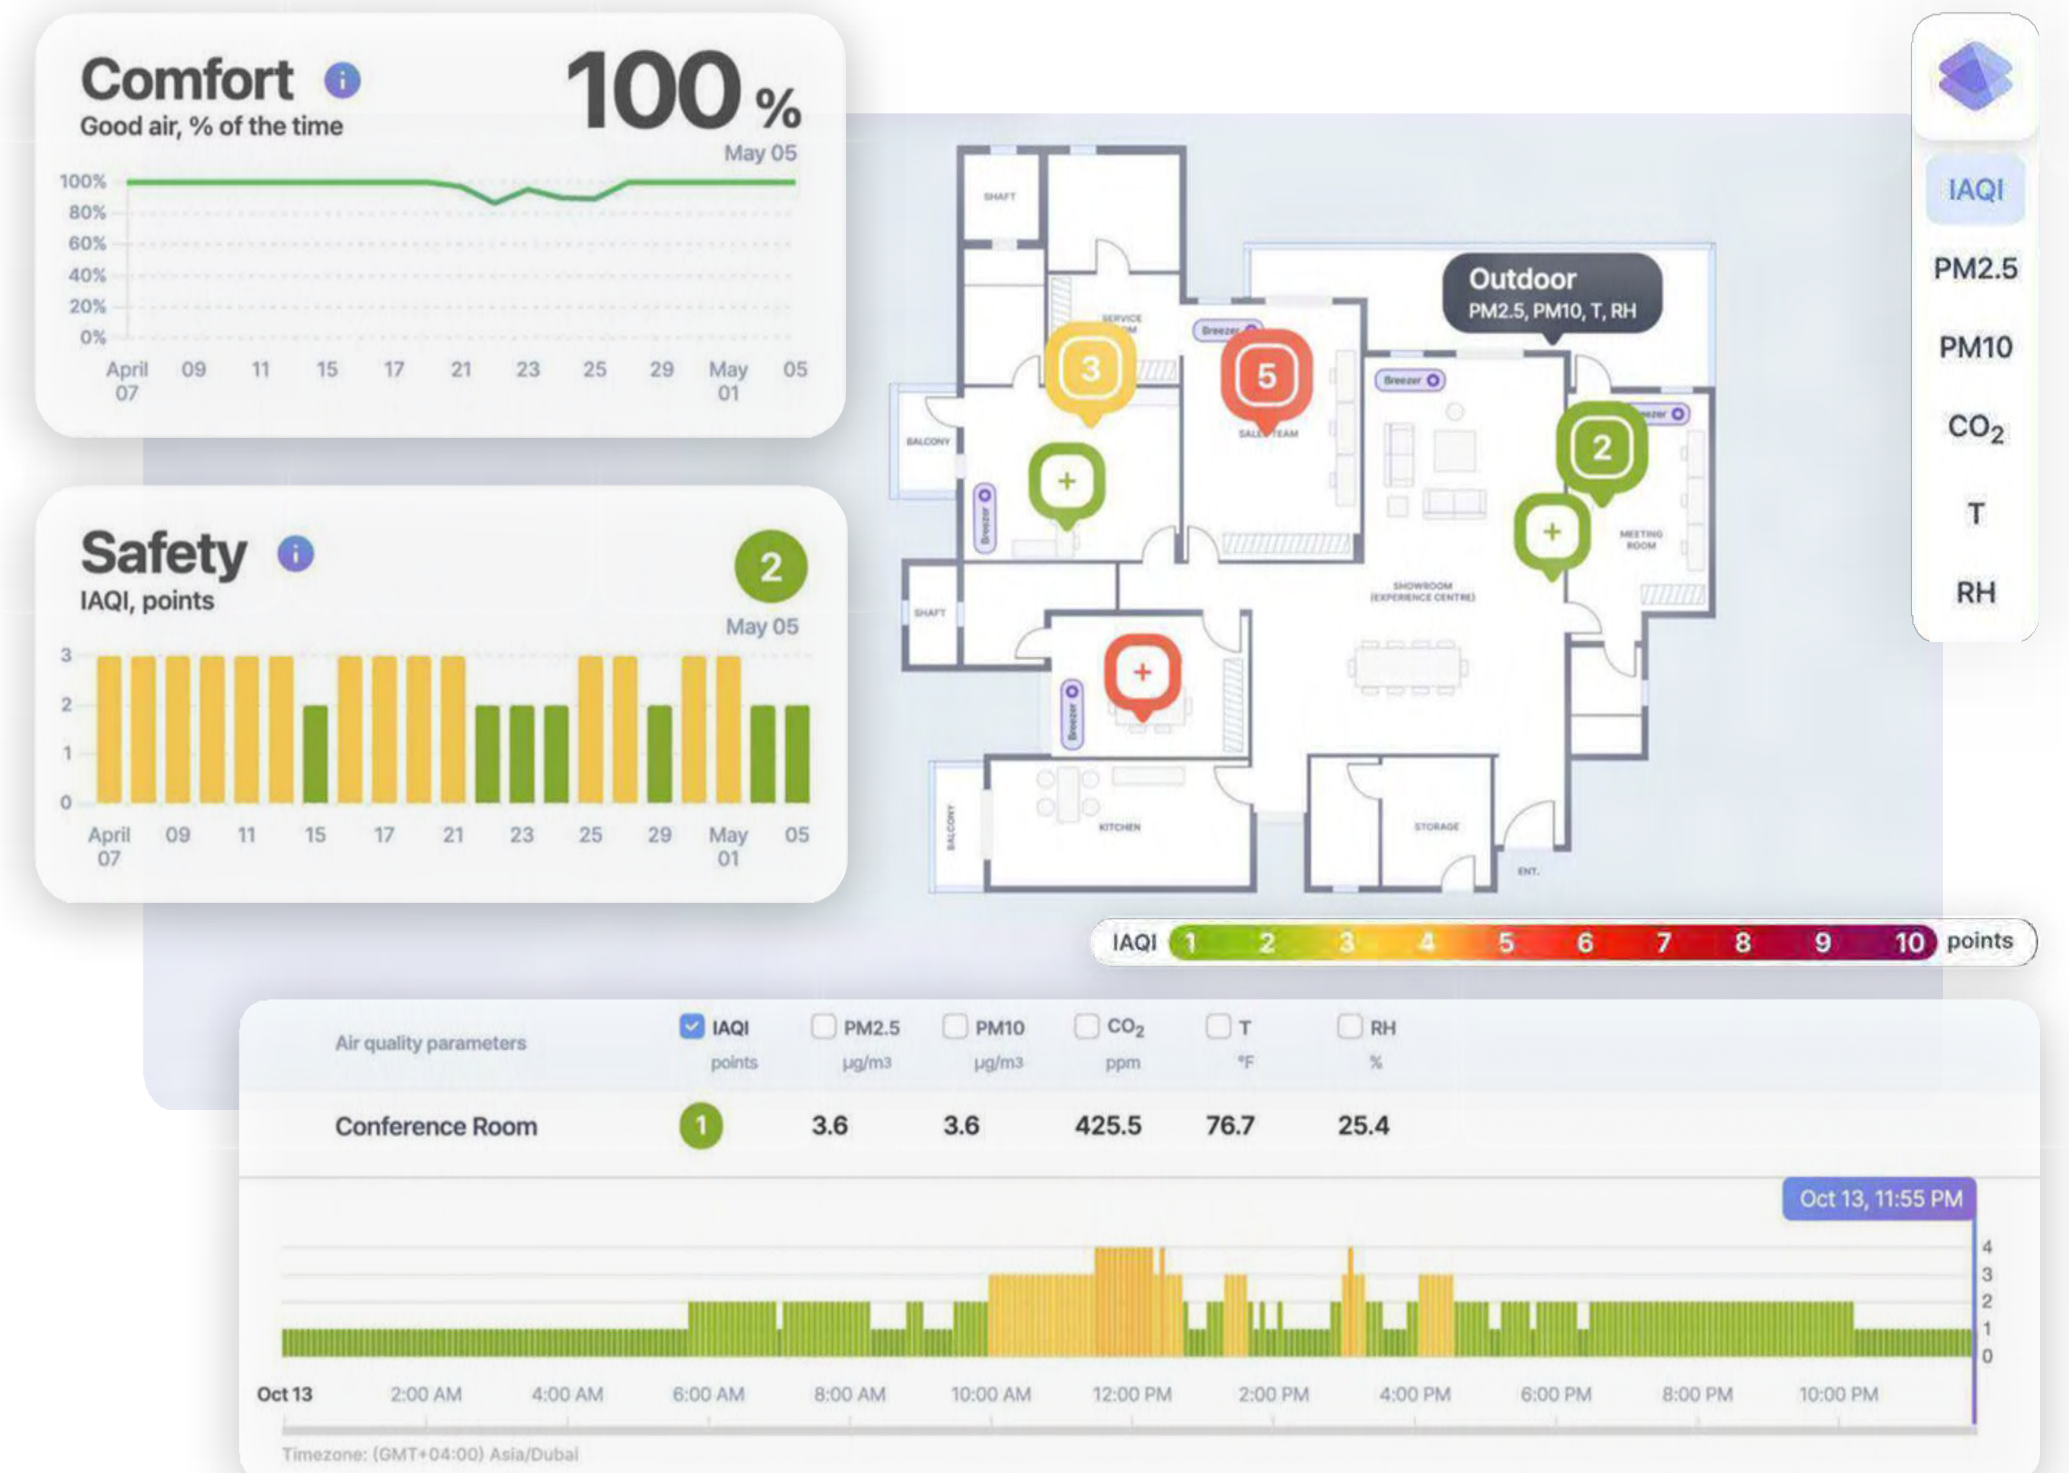 Comfort i
100 %
Good air, % of the time
May 05
100%
80%
60%
40%
20%
0%
April 07 09 11 15 17 21 23 25 29 May 01 05
Safety i
2
IAQI, points
May 05
3
2
1
0
April 07 09 11 15 17 21 23 25 29 May 01 05
SHAFT
SERVICE
3
Breezer
5
SALES TEAM
Outdoor
PM2.5, PM10, T, RH
Breezer
2
BALCONY
+
Breezer
+
MEETING
ROOM
SHOWROOM
(EXPERIENCE CENTRE)
SHAFT
+
Breezer
BALCONY
KITCHEN
STORAGE
ENT.
IAQI
PM2.5
PM10
CO2
T
RH
IAQI 1 2 3 4 5 6 7 8 9 10 points
Air quality parameters
IAQI PM2.5 PM10 CO2 T RH
points µg/m3 µg/m3 ppm °F %
Conference Room 1 3.6 3.6 425.5 76.7 25.4
Oct 13, 11:55 PM
4
3
2
1
0
Oct 13 2:00 AM 4:00 AM 6:00 AM 8:00 AM 10:00 AM 12:00 PM 2:00 PM 4:00 PM 6:00 PM 8:00 PM 10:00 PM
Timezone: (GMT+04:00) Asia/Dubai